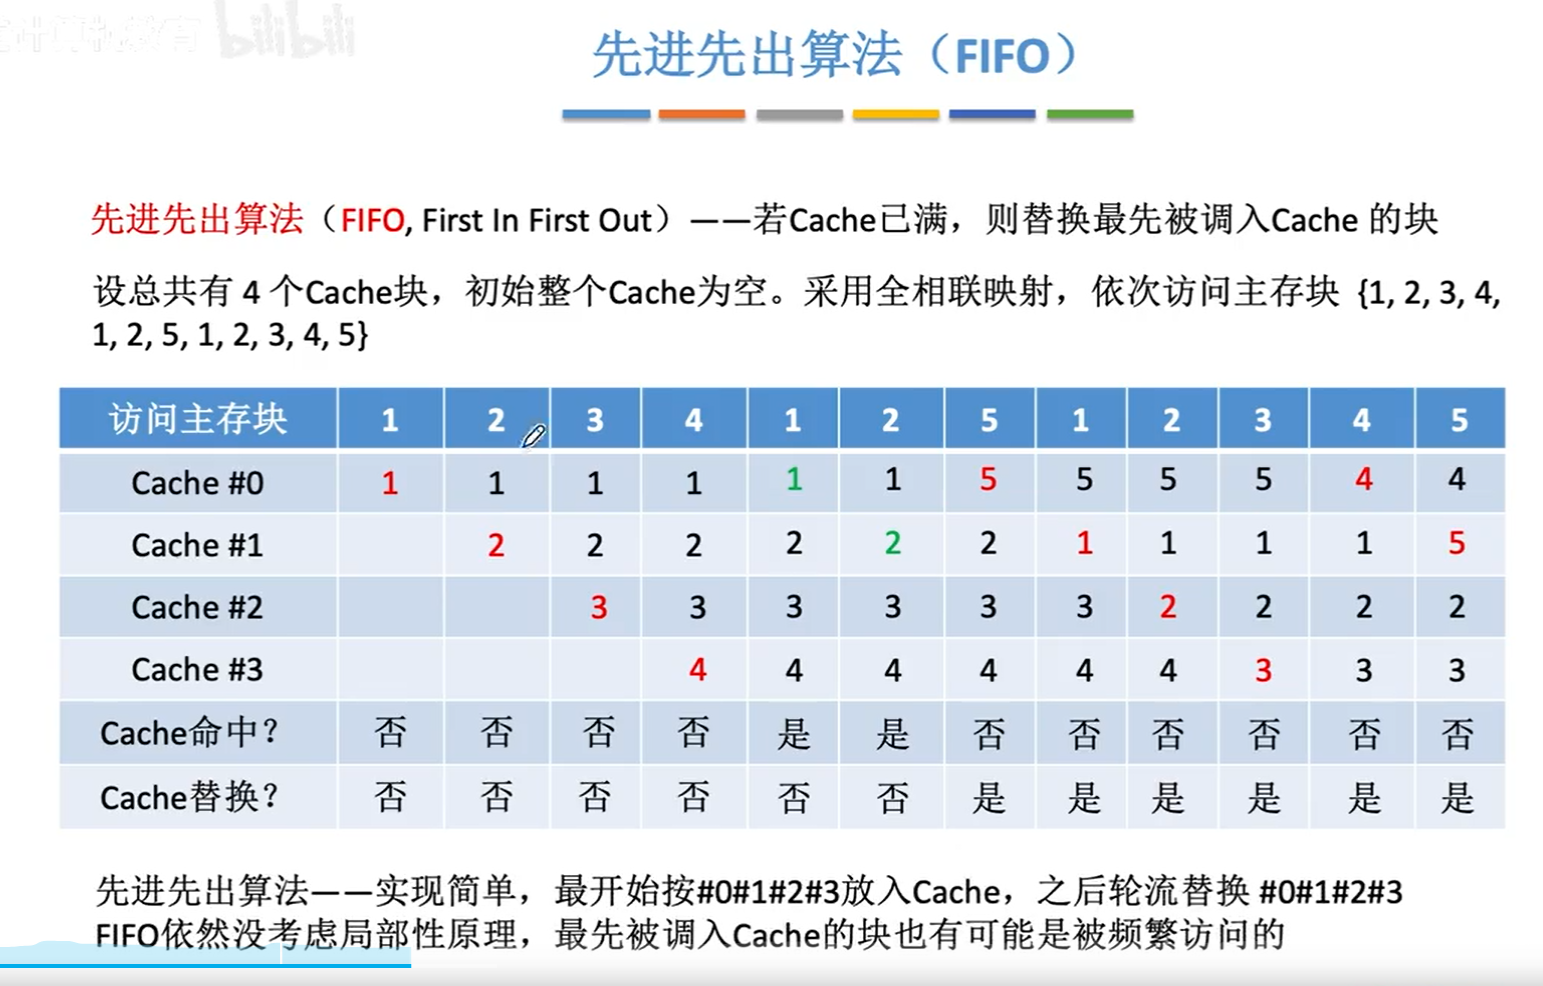 计算机教育 bilibili
先进先出算法（FIFO）
先进先出算法（FIFO, First In First Out）——若Cache已满，则替换最先被调入Cache 的块
设总共有 4 个Cache块，初始整个Cache为空。采用全相联映射，依次访问主存块 {1, 2, 3, 4,
1, 2, 5, 1, 2, 3, 4, 5}
访问主存块 1 2 3 4 1 2 5 1 2 3 4 5
Cache #0 1 1 1 1 1 1 5 5 5 5 4 4
Cache #1 2 2 2 2 2 2 1 1 1 1 5
Cache #2 3 3 3 3 3 3 2 2 2 2
Cache #3 4 4 4 4 4 4 3 3 3
Cache命中？ 否 否 否 否 是 是 否 否 否 否 否 否
Cache替换？ 否 否 否 否 否 否 是 是 是 是 是 是
先进先出算法——实现简单，最开始按#0#1#2#3放入Cache，之后轮流替换 #0#1#2#3
FIFO依然没考虑局部性原理，最先被调入Cache的块也有可能是被频繁访问的